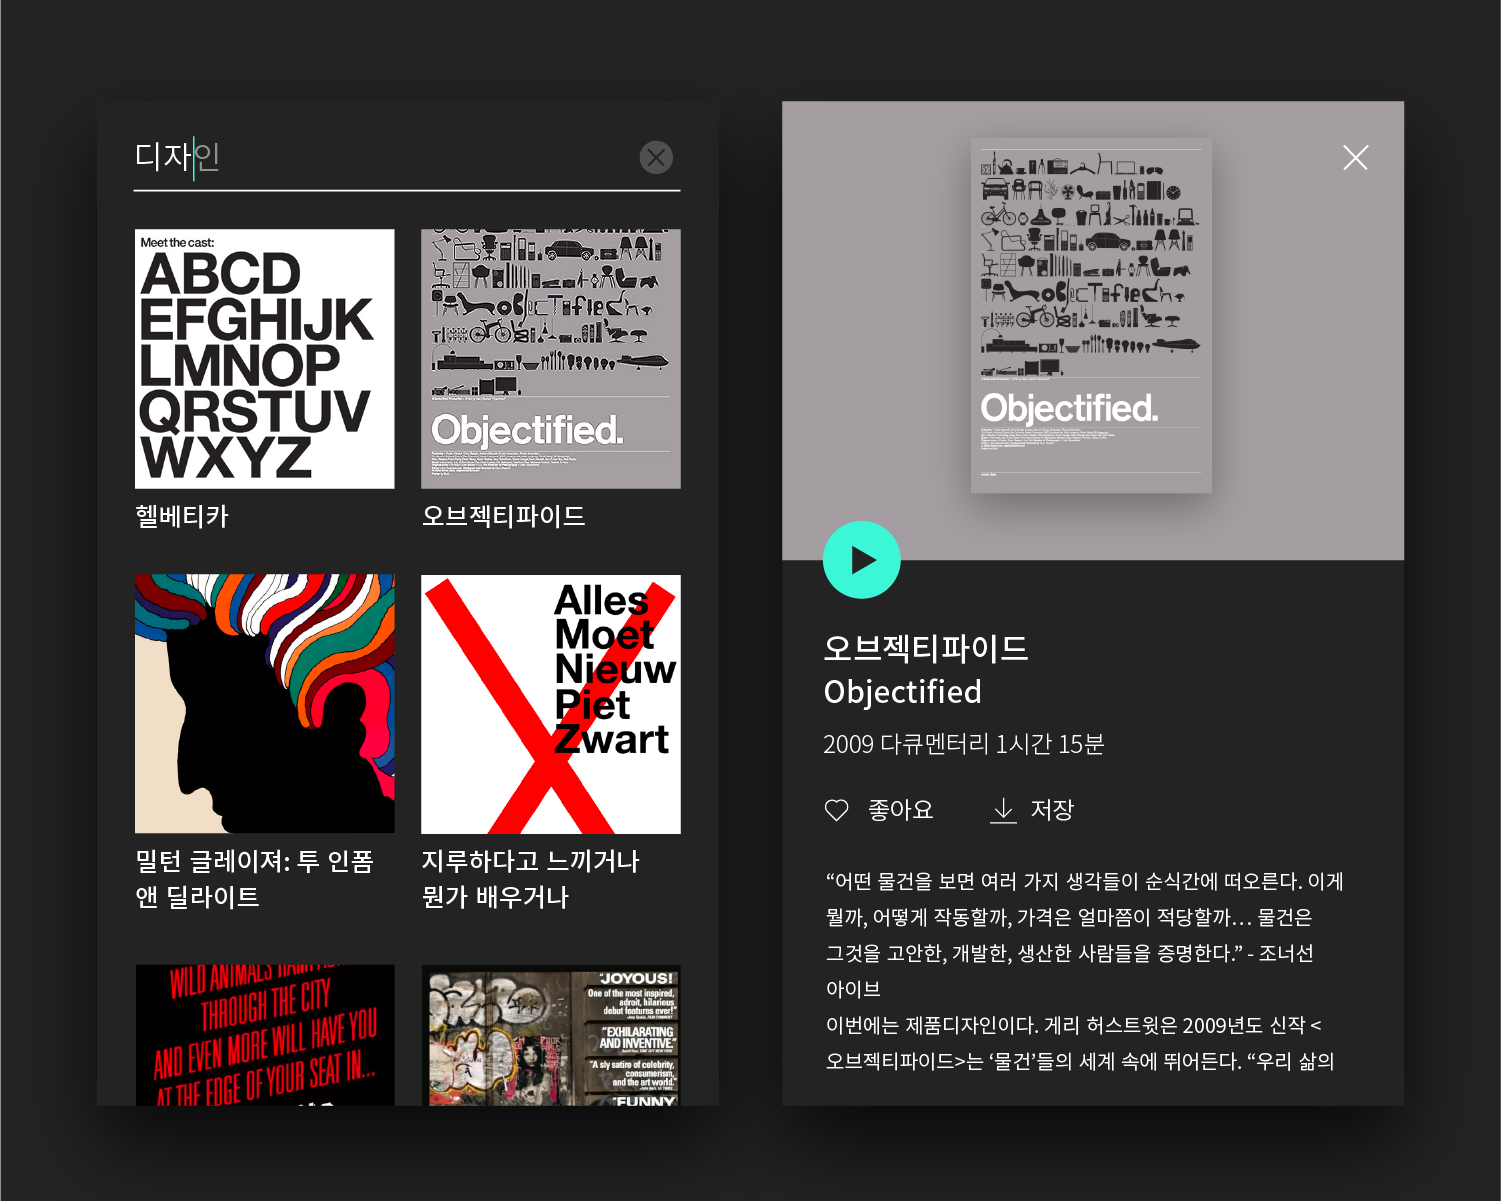 디자인
Meet the cast:
ABCD
EFGHIJK
LMNOP
QRSTUV
WXYZ
Objectified.
헬베티카
오브젝티파이드
Alles
Moet
Nieuw
Piet
Zwart
밀턴 글레이져: 투 인폼
앤 딜라이트
지루하다고 느끼거나
뭔가 배우거나
WILD ANIMALS
THROUGH THE CITY
AND EVEN MORE WILL HAVE YOU
AT THE EDGE OF YOUR SEAT IN...
"JOYOUS!
One of the most inspired,
adroit, hilarious
debut features ever!"
"EXHILARATING
AND INVENTIVE."
"A sly satire of celebrity,
consumerism,
and the art world."
"FUNNY
Objectified.
오브젝티파이드
Objectified
2009 다큐멘터리 1시간 15분
좋아요
저장
“어떤 물건을 보면 여러 가지 생각들이 순식간에 떠오른다. 이게
뭘까, 어떻게 작동할까, 가격은 얼마쯤이 적당할까… 물건은
그것을 고안한, 개발한, 생산한 사람들을 증명한다.” - 조너선
아이브
이번에는 제품디자인이다. 게리 허스트윗은 2009년도 신작 <
오브젝티파이드>는 ‘물건’들의 세계 속에 뛰어든다. “우리 삶의